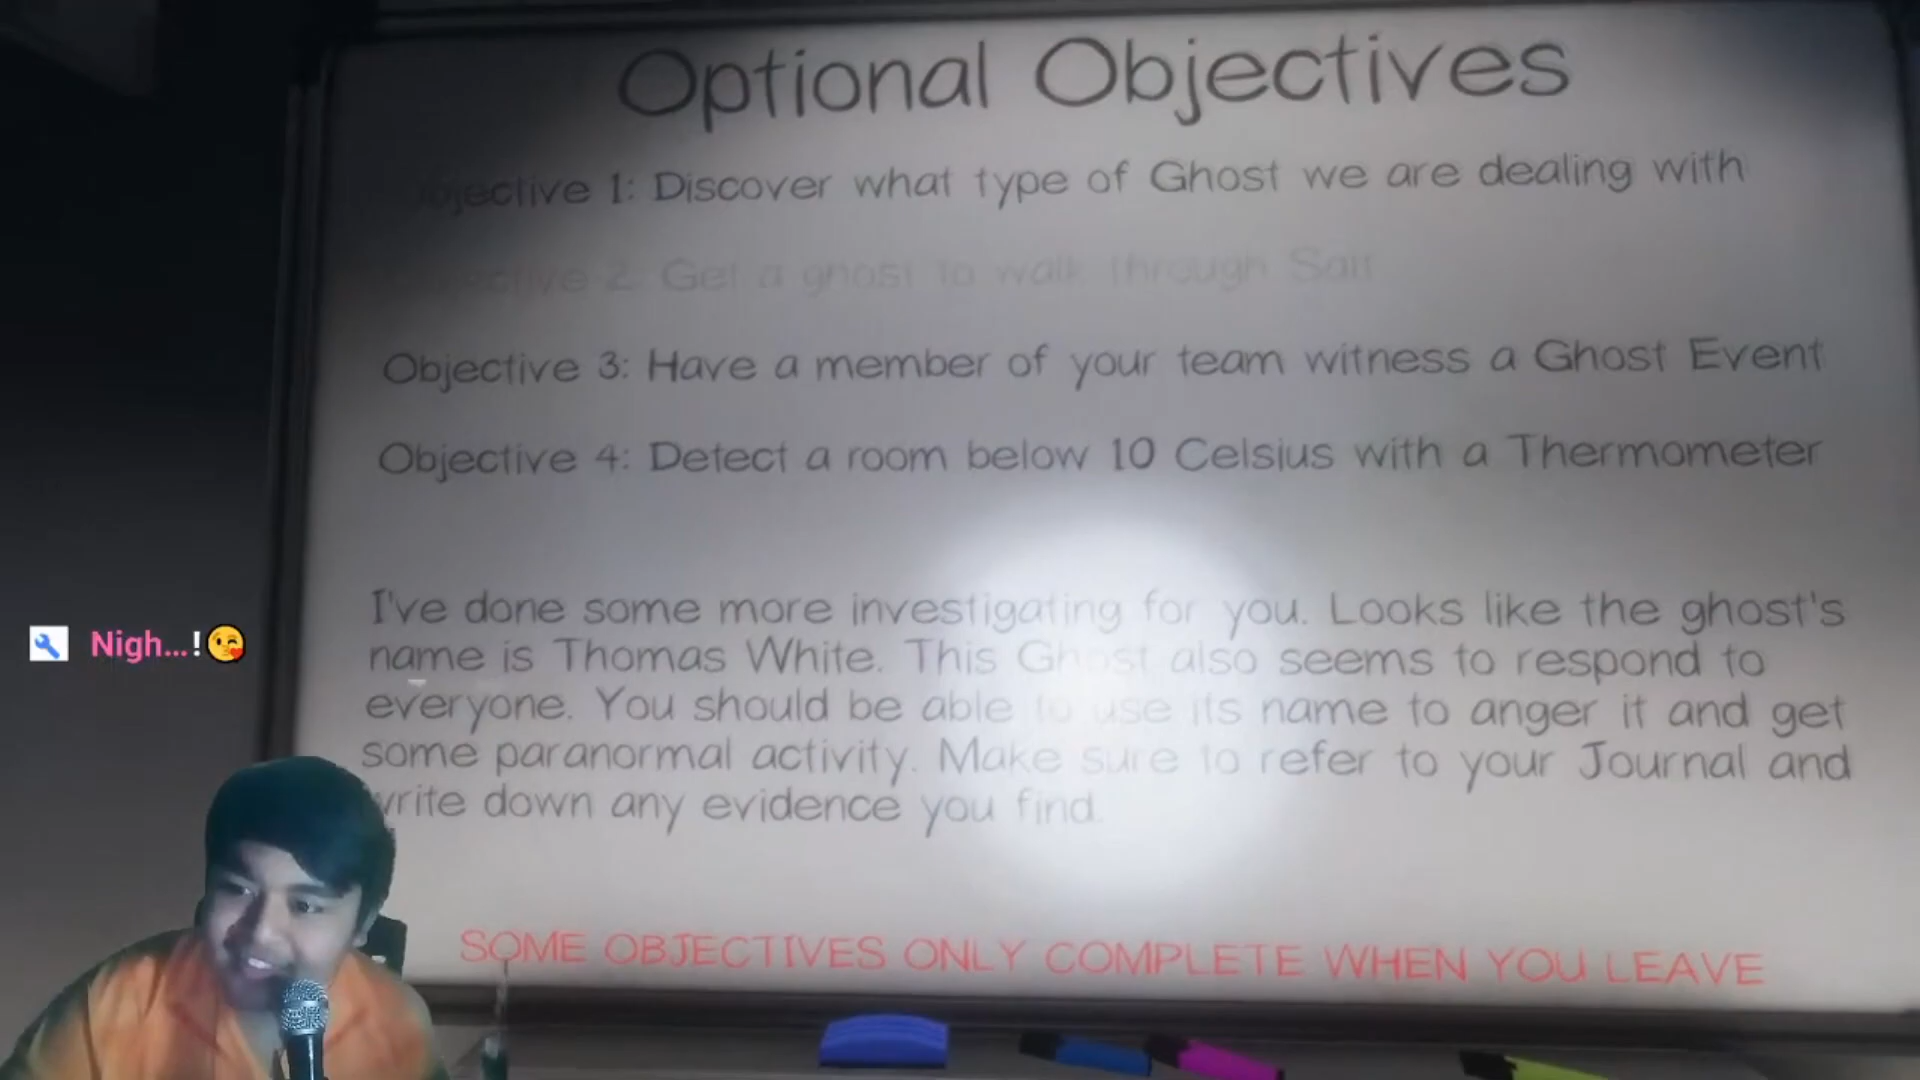 Optional Objectives
Objective 1: Discover what type of Ghost we are dealing with
Objective 2: Get a ghost to walk through Salt
Objective 3: Have a member of your team witness a Ghost Event
Objective 4: Detect a room below 10 Celsius with a Thermometer
I've done some more investigating for you. Looks like the ghost's
name is Thomas White. This Ghost also seems to respond to
everyone. You should be able to use its name to anger it and get
some paranormal activity. Make sure to refer to your Journal and
write down any evidence you find.
Nigh...!😘
SOME OBJECTIVES ONLY COMPLETE WHEN YOU LEAVE